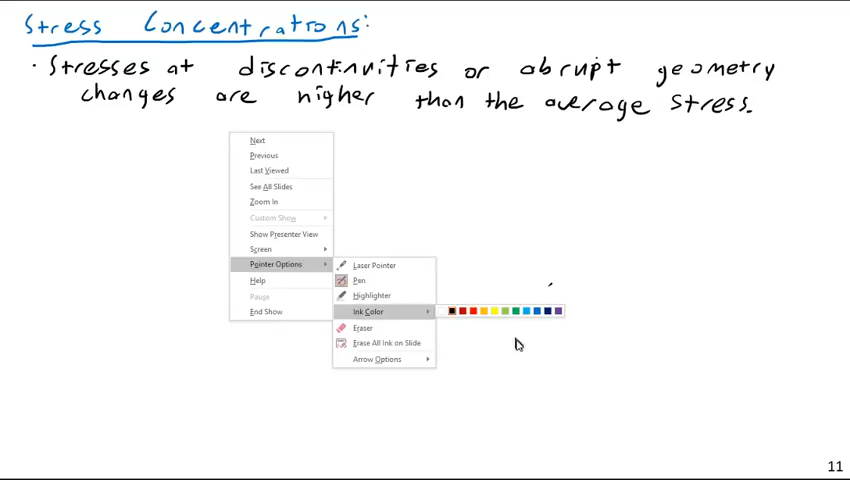 Stress Concentrations:
· Stresses at discontinuities or abrupt geometry
changes are higher than the average stress.
Next
Previous
Last Viewed
See All Slides
Zoom In
Custom Show
Show Presenter View
Screen
Pointer Options
Help
Pause
End Show
Laser Pointer
Pen
Highlighter
Ink Color
Eraser
Erase All Ink on Slide
Arrow Options
11